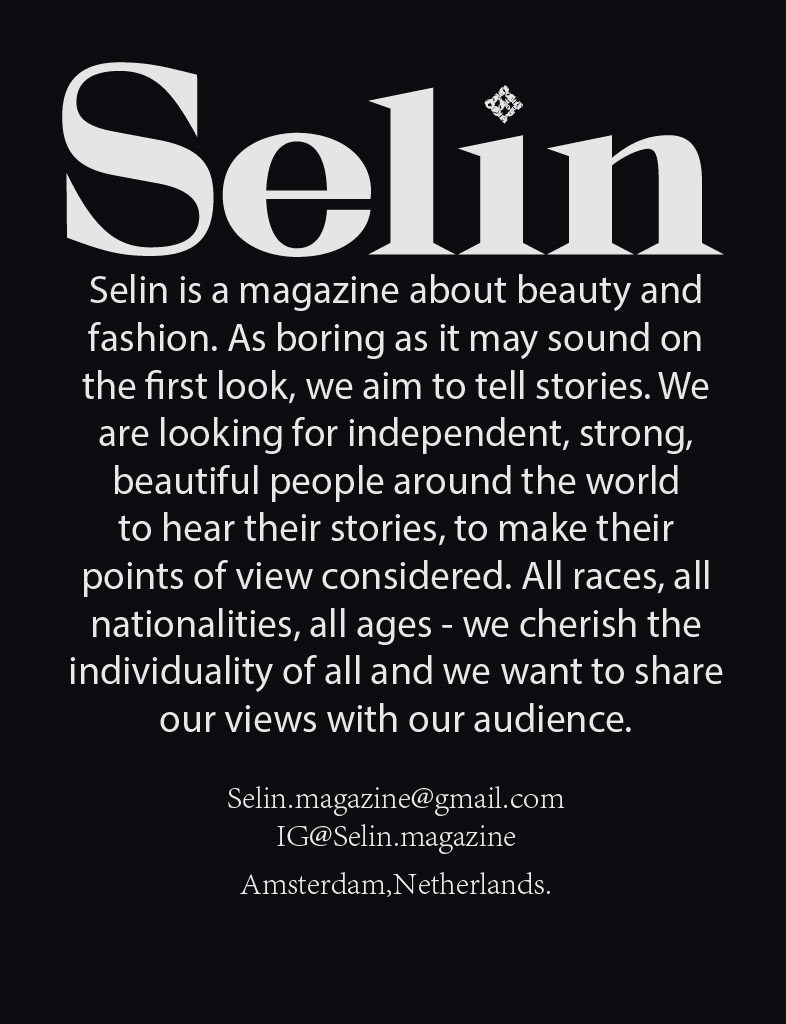 Selin
Selin is a magazine about beauty and
fashion. As boring as it may sound on
the first look, we aim to tell stories. We
are looking for independent, strong,
beautiful people around the world
to hear their stories, to make their
points of view considered. All races, all
nationalities, all ages - we cherish the
individuality of all and we want to share
our views with our audience.
Selin.magazine@gmail.com
IG@Selin.magazine
Amsterdam,Netherlands.